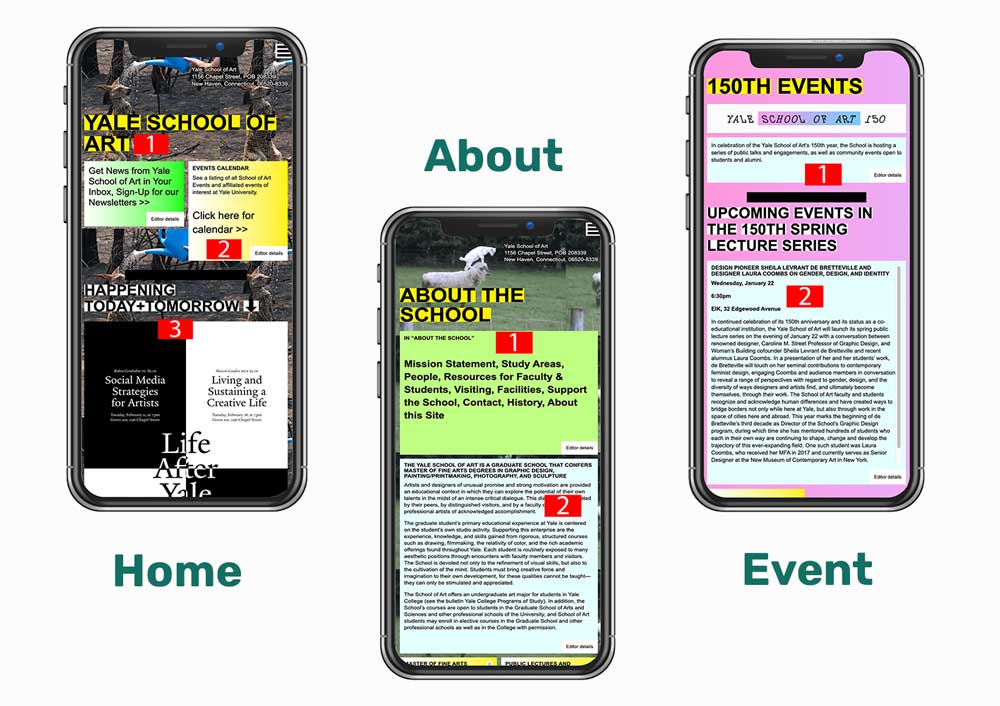 Yale School of Art
1156 Chapel Street, POB 208339
New Haven, Connecticut, 06520-8339
YALE SCHOOL OF
ART
1
Get News from Yale
School of Art in Your
Inbox, Sign-Up for our
Newsletters >>
Editor details
EVENTS CALENDAR
See a listing of all School of Art
Events and affiliated events of
interest at Yale University.
Click here for
calendar >>
2
Editor details
HAPPENING
TODAY+TOMORROW
3
Social Media
Strategies
for Artists
Tuesday, February 11, at 7 pm
Green 210, 1156 Chapel Street
Living and
Sustaining a
Creative Life
Tuesday, February 18, at 7 pm
Green 210, 1156 Chapel Street
Life
After
Yale
Home
About
Yale School of Art
1156 Chapel Street, POB 208339
New Haven, Connecticut, 06520-8339
ABOUT THE
SCHOOL
IN "ABOUT THE SCHOOL"
1
Mission Statement, Study Areas,
People, Resources for Faculty &
Students, Visiting, Facilities, Support
the School, Contact, History, About
this Site
Editor details
THE YALE SCHOOL OF ART IS A GRADUATE SCHOOL THAT CONFERS
MASTER OF FINE ARTS DEGREES IN GRAPHIC DESIGN,
PAINTING/PRINTMAKING, PHOTOGRAPHY, AND SCULPTURE
Artists and designers of unusual promise and strong motivation are provided
an educational context in which they can explore the potential of their own
talents in the midst of an intense critical dialogue. This
by their peers, by distinguished visitors, and by a faculty
professional artists of acknowledged accomplishment.
2
The graduate student's primary educational experience at Yale is centered
on the student's own studio activity. Supporting this enterprise are the
experience, knowledge, and skills gained from rigorous, structured courses
such as drawing, filmmaking, the relativity of color, and the rich academic
offerings found throughout Yale. Each student is routinely exposed to many
aesthetic positions through encounters with faculty members and visitors.
The School is devoted not only to the refinement of visual skills, but also to
the cultivation of the mind. Students must bring creative force and
imagination to their own development, for these qualities cannot be taught—
they can only be stimulated and appreciated.
The School of Art offers an undergraduate art major for students in Yale
College (see the bulletin Yale College Programs of Study). In addition, the
School's courses are open to students in the Graduate School of Arts and
Sciences and other professional schools of the University, and School of Art
students may enroll in elective courses in the Graduate School and other
professional schools as well as in the College with permission.
Editor details
MASTER OF FINE ARTS
PUBLIC LECTURES AND
150TH EVENTS
YALE SCHOOL OF ART 150
In celebration of the Yale School of Art's 150th year, the School is hosting a
series of public talks and engagements, as well as community events open to
students and alumni.
1
Editor details
UPCOMING EVENTS IN
THE 150TH SPRING
LECTURE SERIES
DESIGN PIONEER SHEILA LEVRANT DE BRETTEVILLE AND
DESIGNER LAURA COOMBS ON GENDER, DESIGN, AND IDENTITY
Wednesday, January 22
6:30pm
2
EIK, 32 Edgewood Avenue
In continued celebration of its 150th anniversary and its status as a co-
educational institution, the Yale School of Art will launch its spring public
lecture series on the evening of January 22 with a conversation between
renowned designer, Caroline M. Street Professor of Graphic Design, and
Woman's Building cofounder Sheila Levrant de Bretteville and recent
alumnus Laura Coombs. In a presentation of her and her students' work,
de Bretteville will touch on her seminal contributions to contemporary
feminist design, engaging Coombs and audience members in conversation
to reveal a range of perspectives with regard to gender, design, and the
diversity of ways designers and artists find, and ultimately become
themselves, through their work. The School of Art faculty and students
recognize and acknowledge human differences and have created ways to
bridge borders not only while here at Yale, but also through work in the
space of cities here and abroad. This year marks the beginning of de
Bretteville's third decade as Director of the School's Graphic Design
program, during which time she has mentored hundreds of students who
each in their own way are continuing to shape, change and develop the
trajectory of this ever-expanding field. One such student was Laura
Coombs, who received her MFA in 2017 and currently serves as Senior
Designer at the New Museum of Contemporary Art in New York.
Editor details
Event